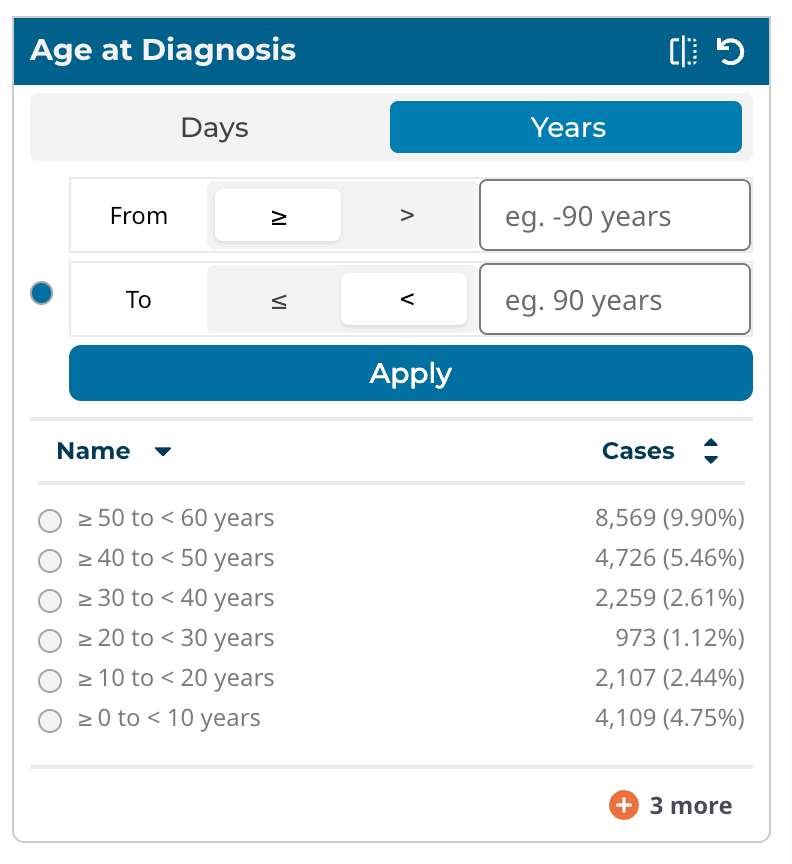 Age at Diagnosis
Days Years
From ≥ > eg. -90 years
To ≤ < eg. 90 years
Apply
Name Cases
≥ 50 to < 60 years 8,569 (9.90%)
≥ 40 to < 50 years 4,726 (5.46%)
≥ 30 to < 40 years 2,259 (2.61%)
≥ 20 to < 30 years 973 (1.12%)
≥ 10 to < 20 years 2,107 (2.44%)
≥ 0 to < 10 years 4,109 (4.75%)
3 more